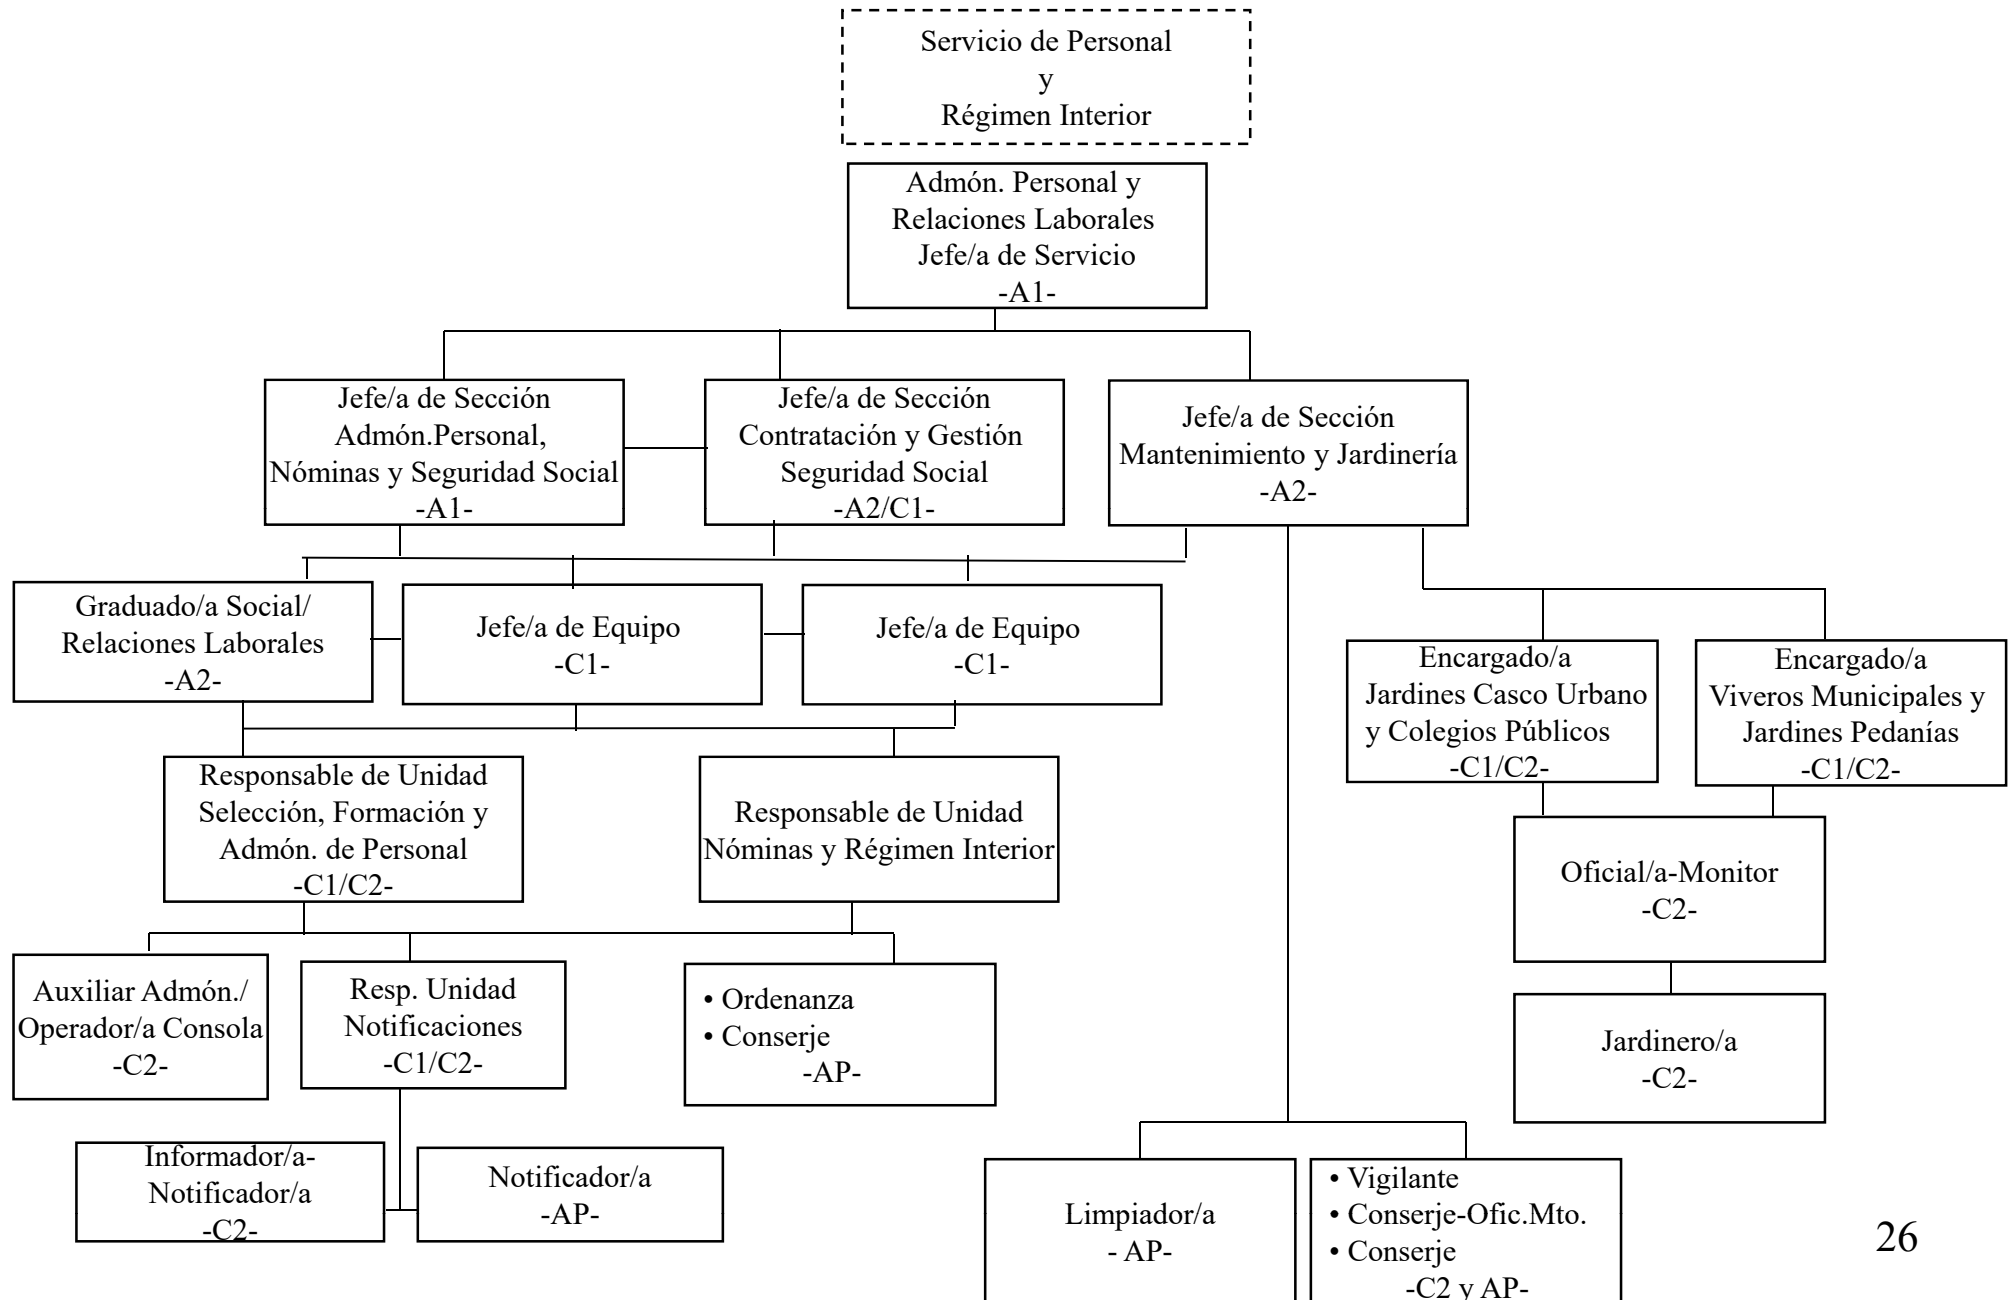 Servicio de Personal
y
Régimen Interior
Admón. Personal y
Relaciones Laborales
Jefe/a de Servicio
-A1-
Jefe/a de Sección
Admón.Personal,
Nóminas y Seguridad Social
-A1-
Jefe/a de Sección
Contratación y Gestión
Seguridad Social
-A2/C1-
Jefe/a de Sección
Mantenimiento y Jardinería
-A2-
Graduado/a Social/
Relaciones Laborales
-A2-
Jefe/a de Equipo
-C1-
Jefe/a de Equipo
-C1-
Encargado/a
Jardines Casco Urbano
y Colegios Públicos
-C1/C2-
Encargado/a
Viveros Municipales y
Jardines Pedanías
-C1/C2-
Responsable de Unidad
Selección, Formación y
Admón. de Personal
-C1/C2-
Responsable de Unidad
Nóminas y Régimen Interior
Oficial/a-Monitor
-C2-
Auxiliar Admón./
Operador/a Consola
-C2-
Resp. Unidad
Notificaciones
-C1/C2-
• Ordenanza
• Conserje
-AP-
Jardinero/a
-C2-
Informador/a-
Notificador/a
-C2-
Notificador/a
-AP-
Limpiador/a
- AP-
• Vigilante
• Conserje-Ofic.Mto.
• Conserje
-C2 y AP-
26